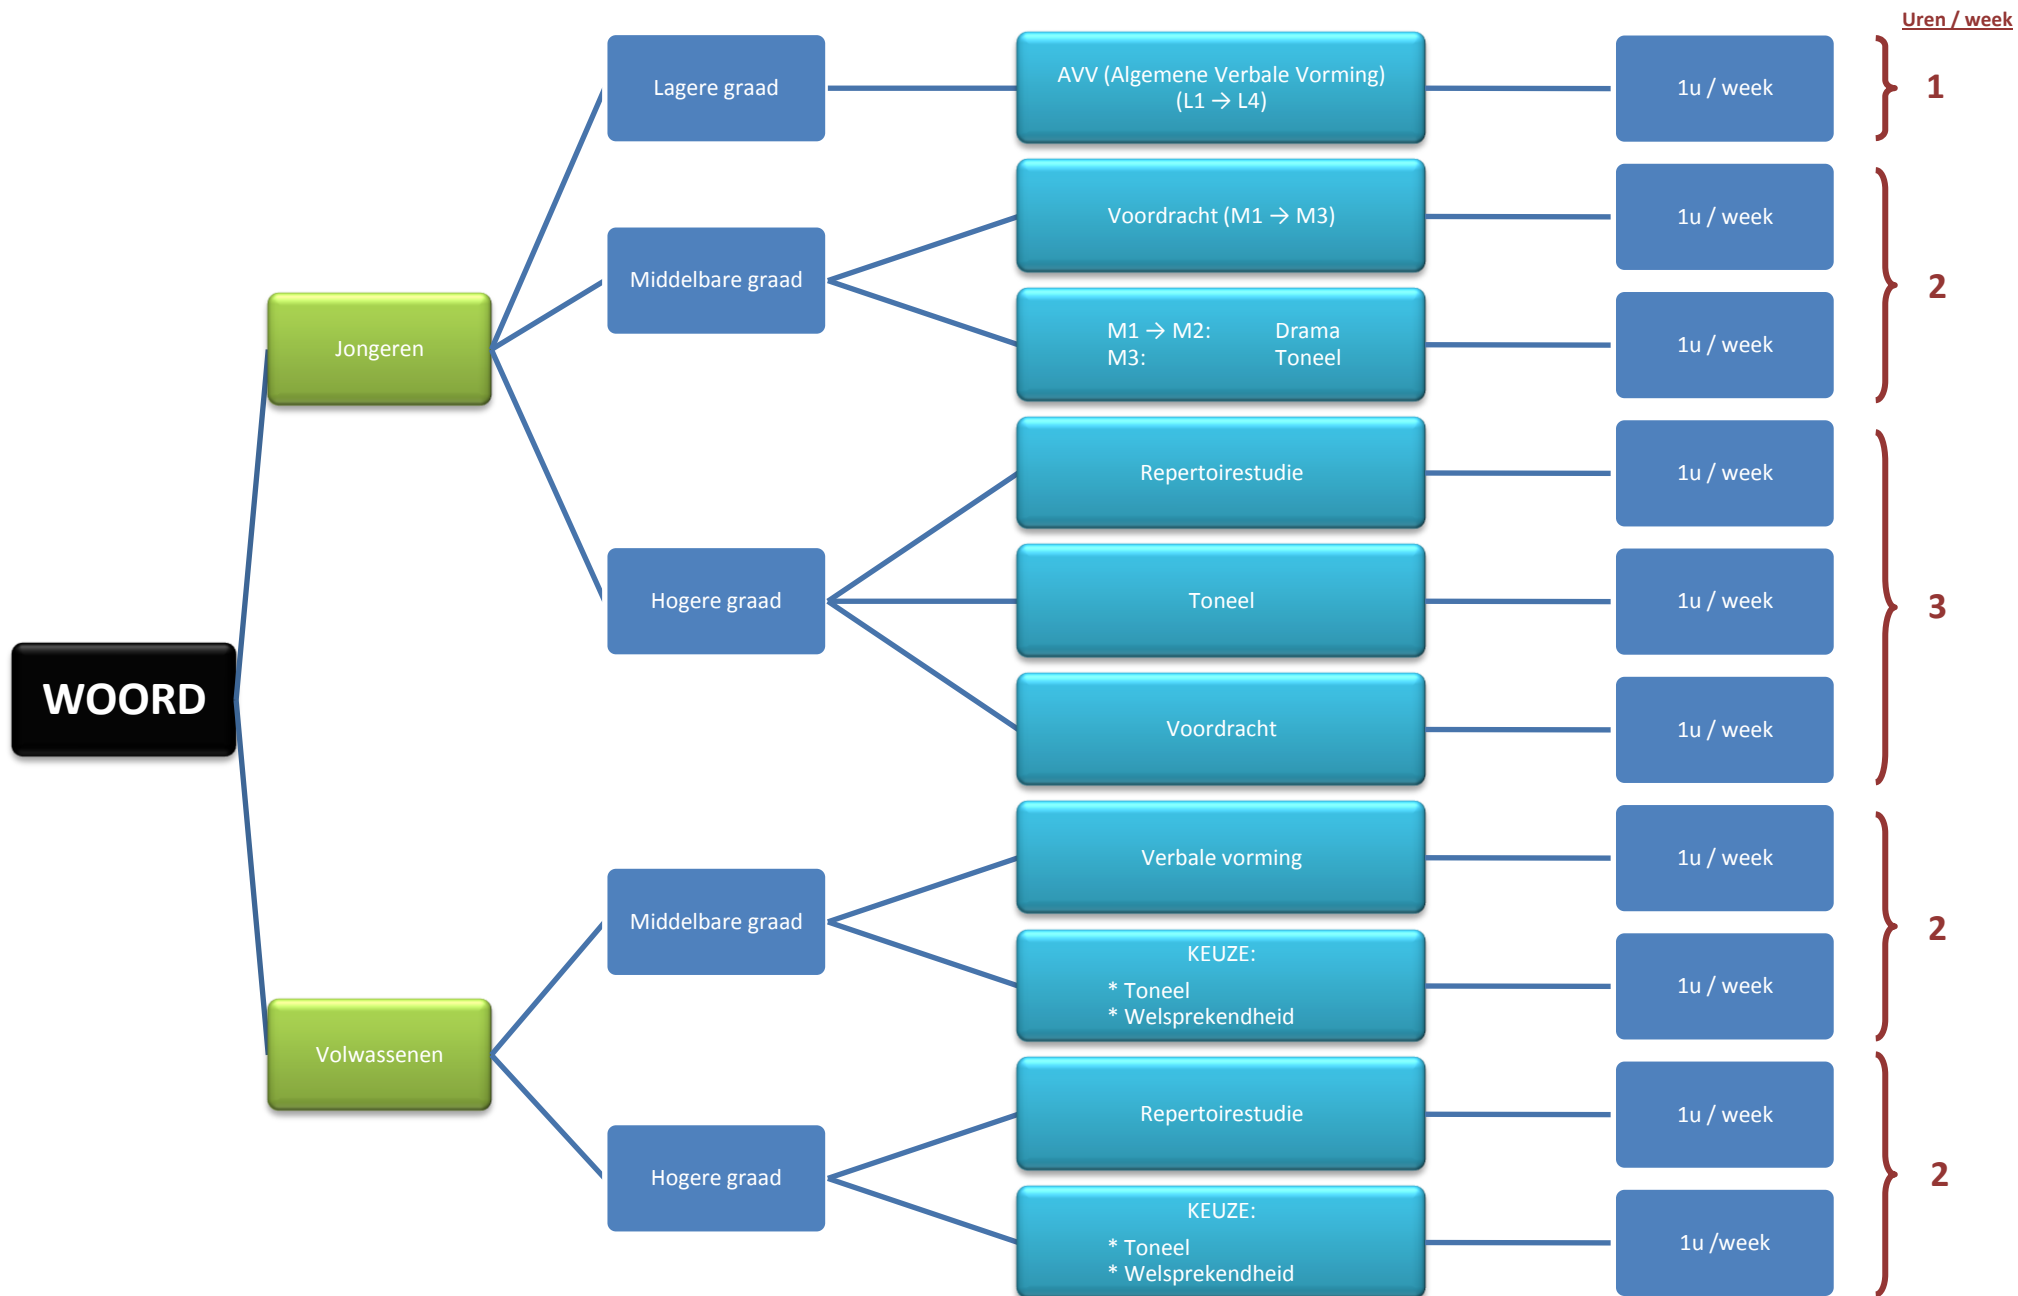 Uren / week
WOORD
Jongeren
Lagere graad
AVV (Algemene Verbale Vorming)
(L1 → L4)
1u / week
1
Middelbare graad
Voordracht (M1 → M3)
1u / week
M1 → M2: Drama
M3: Toneel
1u / week
2
Hogere graad
Repertoirestudie
1u / week
Toneel
1u / week
Voordracht
1u / week
3
Volwassenen
Middelbare graad
Verbale vorming
1u / week
KEUZE:
* Toneel
* Welsprekendheid
1u / week
2
Hogere graad
Repertoirestudie
1u / week
KEUZE:
* Toneel
* Welsprekendheid
1u /week
2